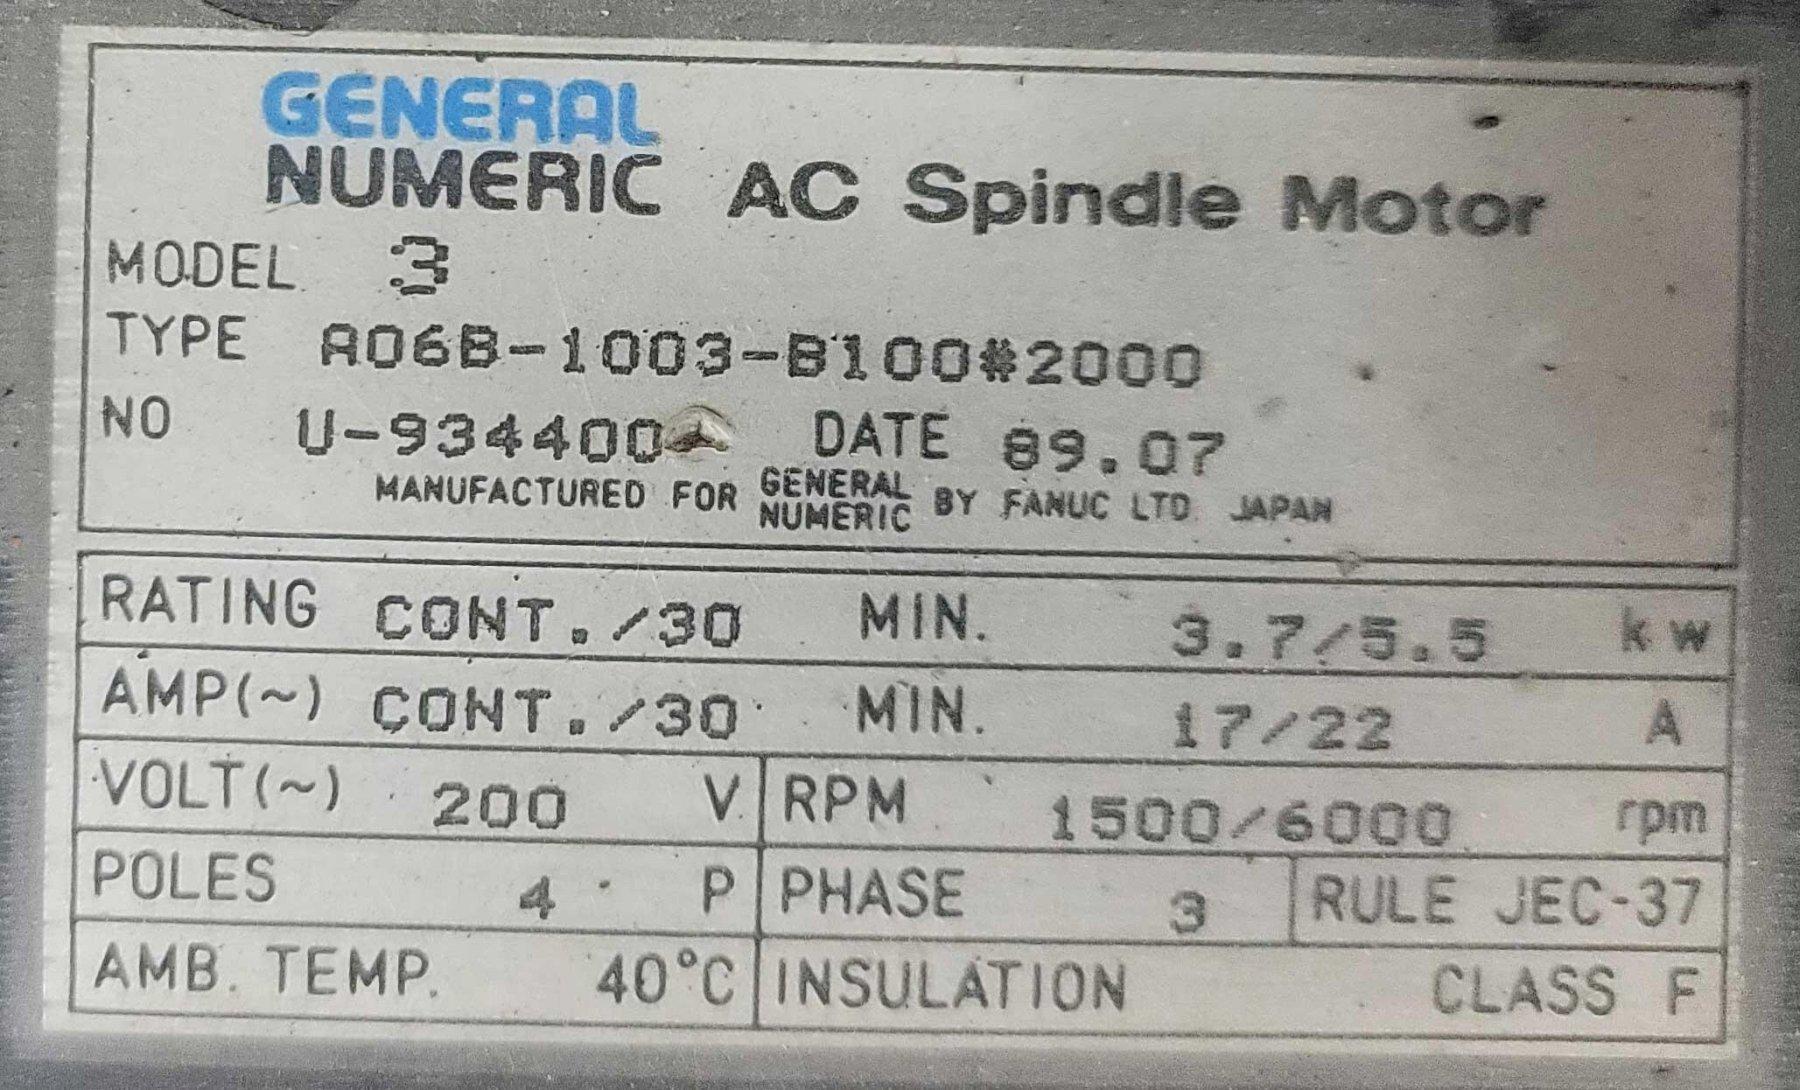 GENERAL
NUMERIC AC Spindle Motor
MODEL 3
TYPE A06B-1003-B100#2000
NO U-934400 DATE 89.07
MANUFACTURED FOR GENERAL NUMERIC BY FANUC LTD JAPAN
RATING CONT./30 MIN. 3.7/5.5 kw
AMP(~) CONT./30 MIN. 17/22 A
VOLT(~) 200 V RPM 1500/6000 rpm
POLES 4 P PHASE 3 RULE JEC-37
AMB. TEMP. 40°C INSULATION CLASS F